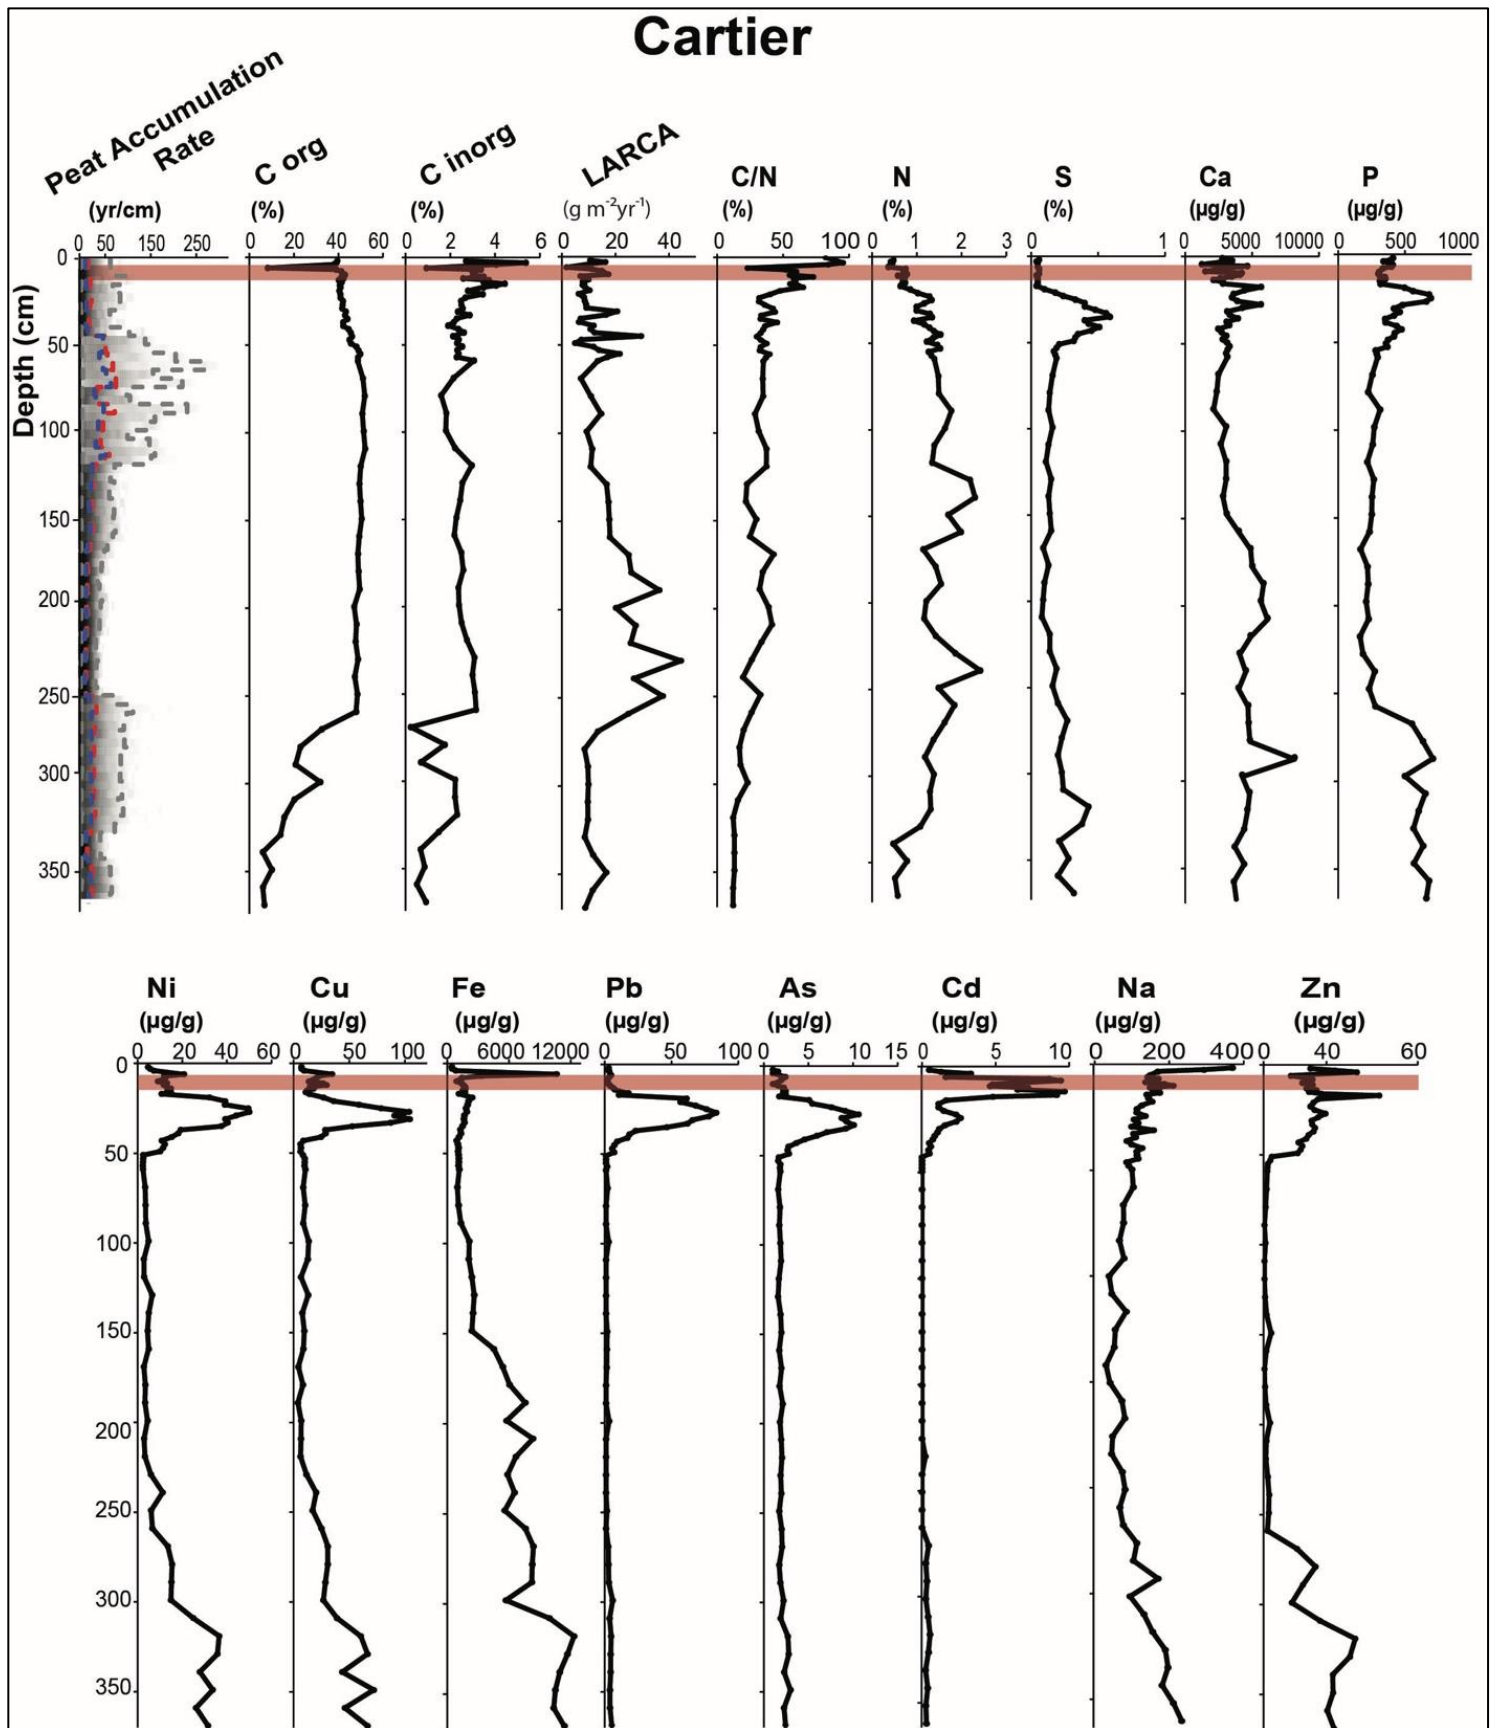 Cartier
Peat Accumulation
Rate
C org
C inorg
LARCA
C/N
N
S
Ca
P
(yr/cm)
(%)
(%)
(g m⁻²yr⁻¹)
(%)
(%)
(%)
(µg/g)
(µg/g)
0 50 150 250
0 20 40 60
0 2 4 6
0 20 40
0 50 100
0 1 2 3
0 1
0 5000 10000
0 500 1000
Depth (cm)
0
50
100
150
200
250
300
350
Ni
Cu
Fe
Pb
As
Cd
Na
Zn
(µg/g)
(µg/g)
(µg/g)
(µg/g)
(µg/g)
(µg/g)
(µg/g)
(µg/g)
0 20 40 60
0 50 100
0 6000 12000
0 50 100
0 5 10 15
0 5 10
0 200 400
0 40 60
0
50
100
150
200
250
300
350